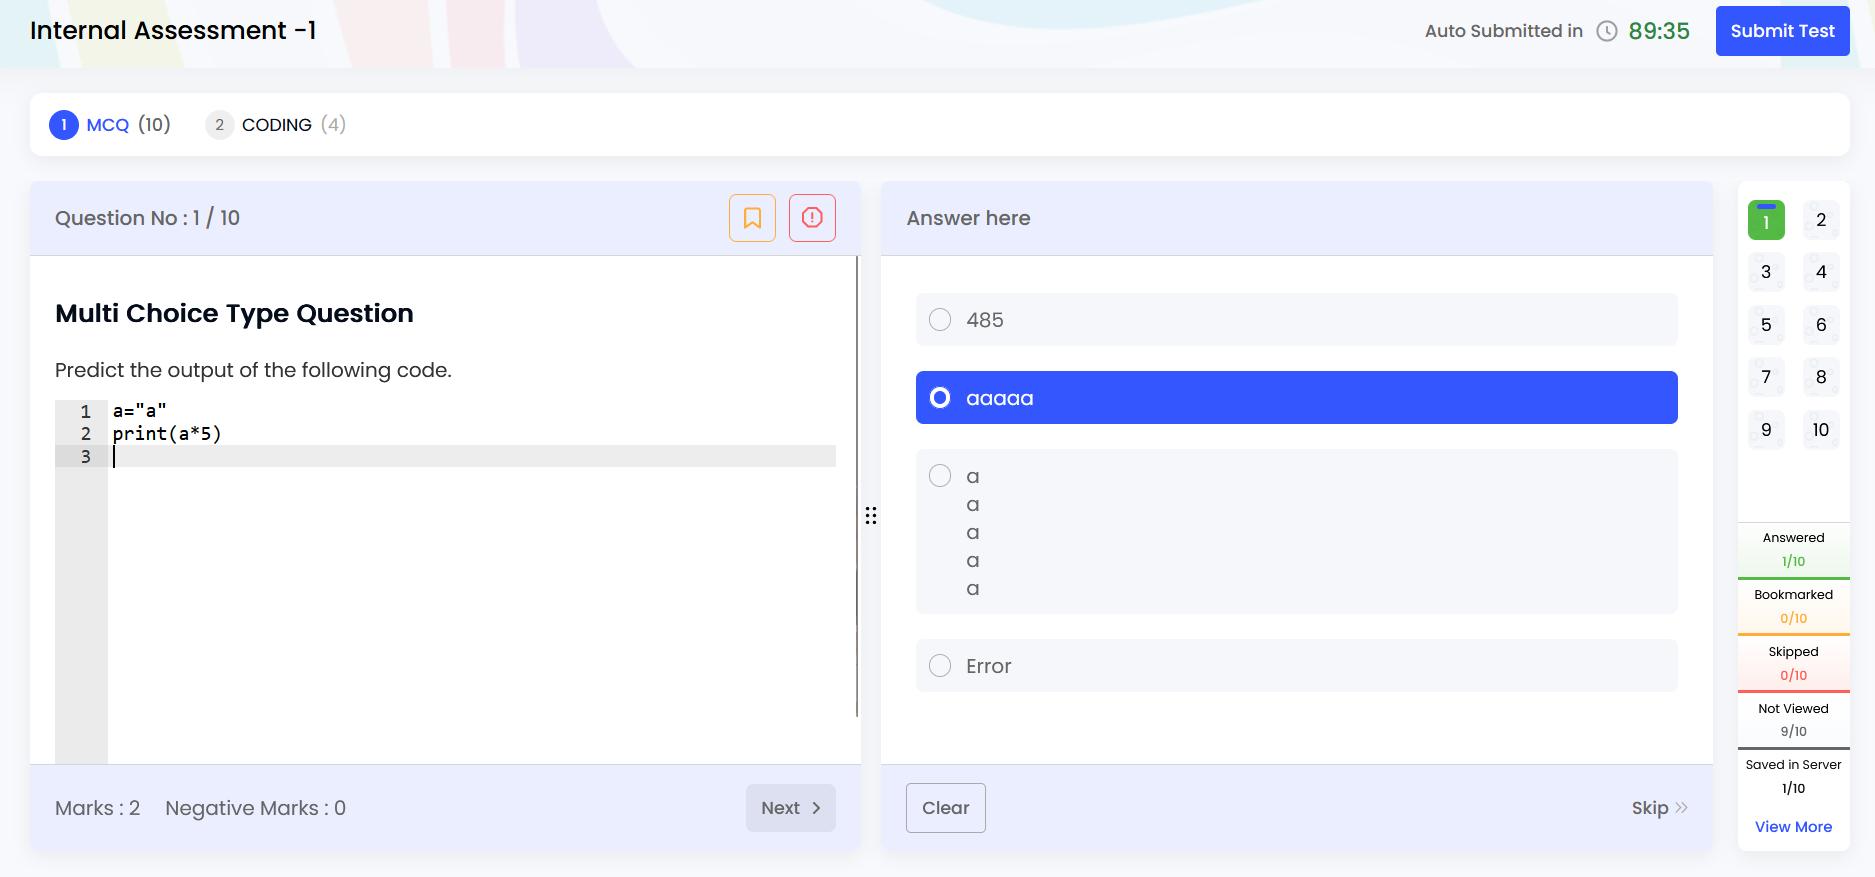 Internal Assessment -1
Auto Submitted in 89:35
Submit Test
1 MCQ (10)
2 CODING (4)
Question No : 1 / 10
Multi Choice Type Question
Predict the output of the following code.
1 a="a"
2 print(a*5)
3
Marks : 2 Negative Marks : 0
Next
Answer here
485
aaaaa
a
a
a
a
a
Error
Clear
Skip
1 2
3 4
5 6
7 8
9 10
Answered
1/10
Bookmarked
0/10
Skipped
0/10
Not Viewed
9/10
Saved in Server
1/10
View More